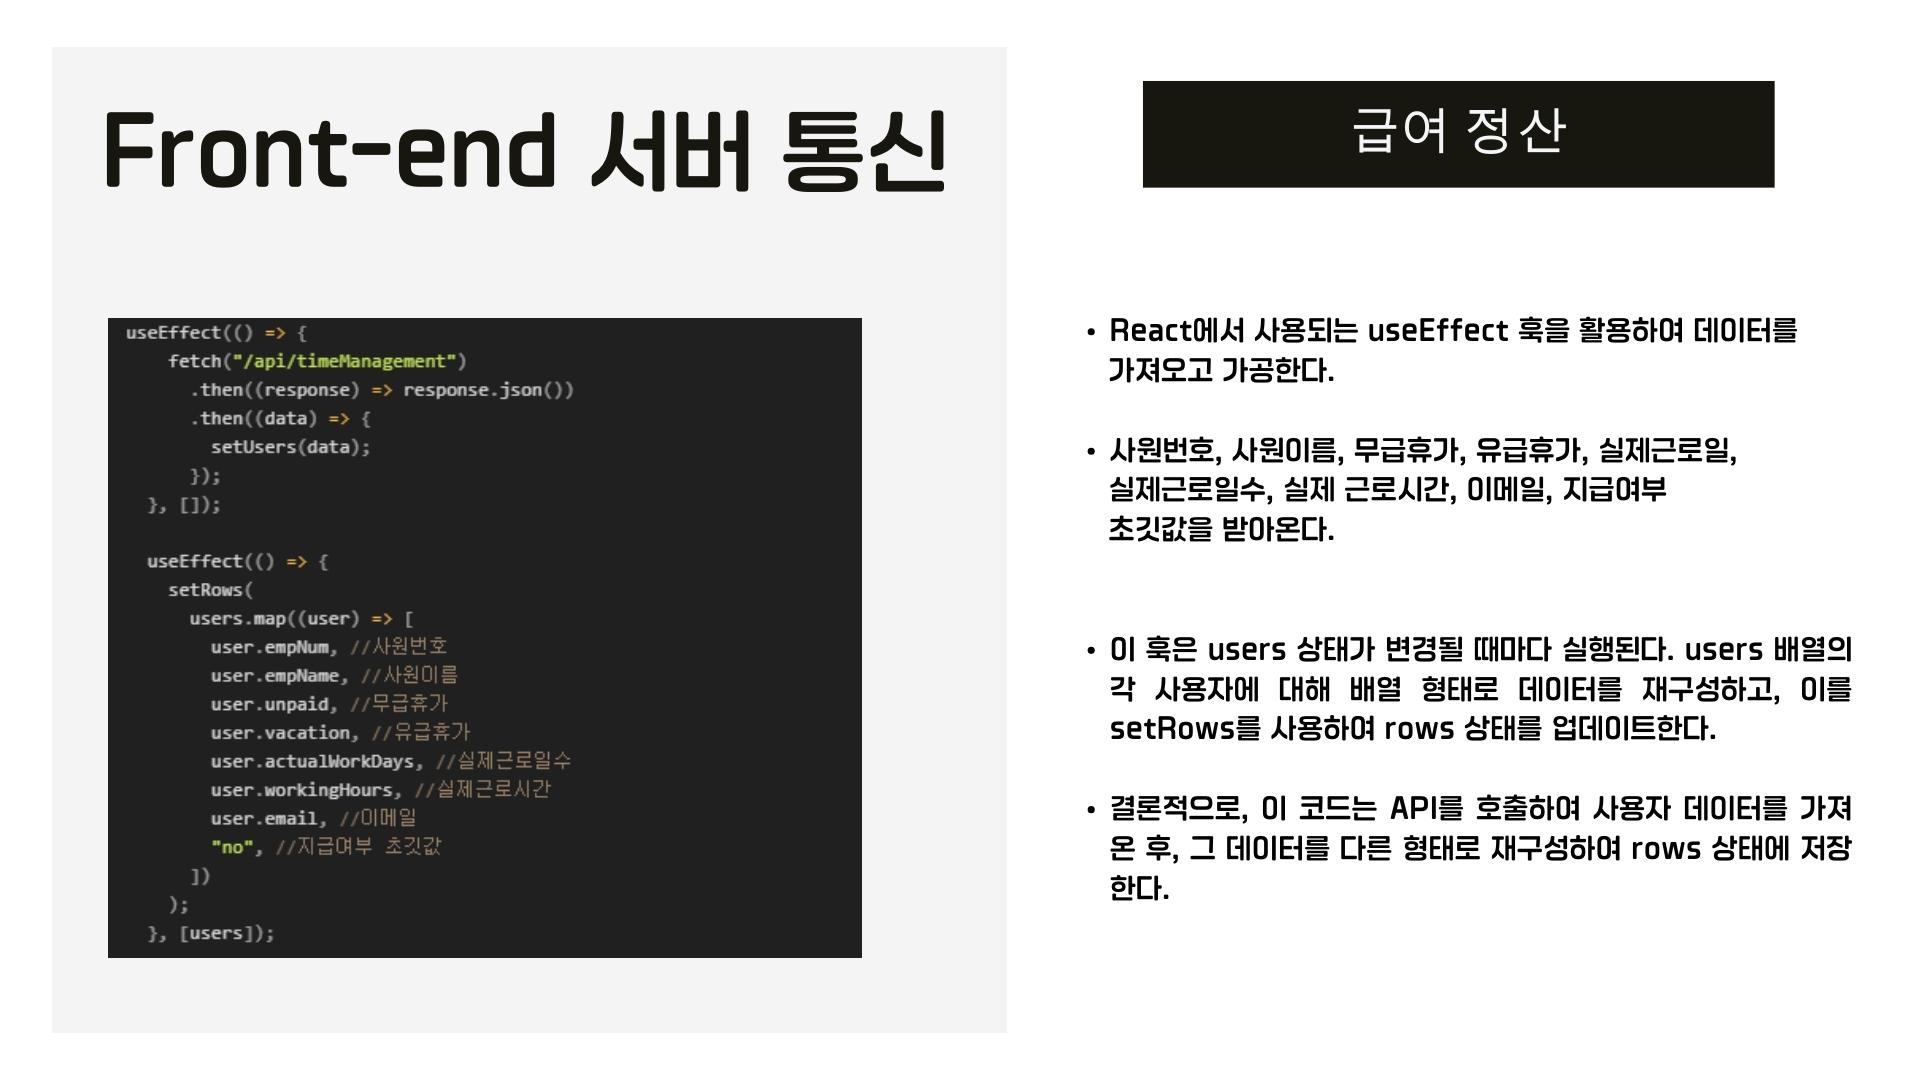 Front-end 서버 통신
useEffect(() => {
fetch("/api/timeManagement")
.then((response) => response.json())
.then((data) => {
setUsers(data);
});
}, []);
useEffect(() => {
setRows(
users.map((user) => [
user.empNum, //사원번호
user.empName, //사원이름
user.unpaid, //무급휴가
user.vacation, //유급휴가
user.actualWorkDays, //실제근로일수
user.workingHours, //실제근로시간
user.email, //이메일
"no", //지급여부 초깃값
])
);
}, [users]);
급여 정산
• React에서 사용되는 useEffect 훅을 활용하여 데이터를
가져오고 가공한다.
• 사원번호, 사원이름, 무급휴가, 유급휴가, 실제근로일,
실제근로일수, 실제 근로시간, 이메일, 지급여부
초깃값을 받아온다.
• 이 훅은 users 상태가 변경될 때마다 실행된다. users 배열의
각 사용자에 대해 배열 형태로 데이터를 재구성하고, 이를
setRows를 사용하여 rows 상태를 업데이트한다.
• 결론적으로, 이 코드는 API를 호출하여 사용자 데이터를 가져
온 후, 그 데이터를 다른 형태로 재구성하여 rows 상태에 저장
한다.